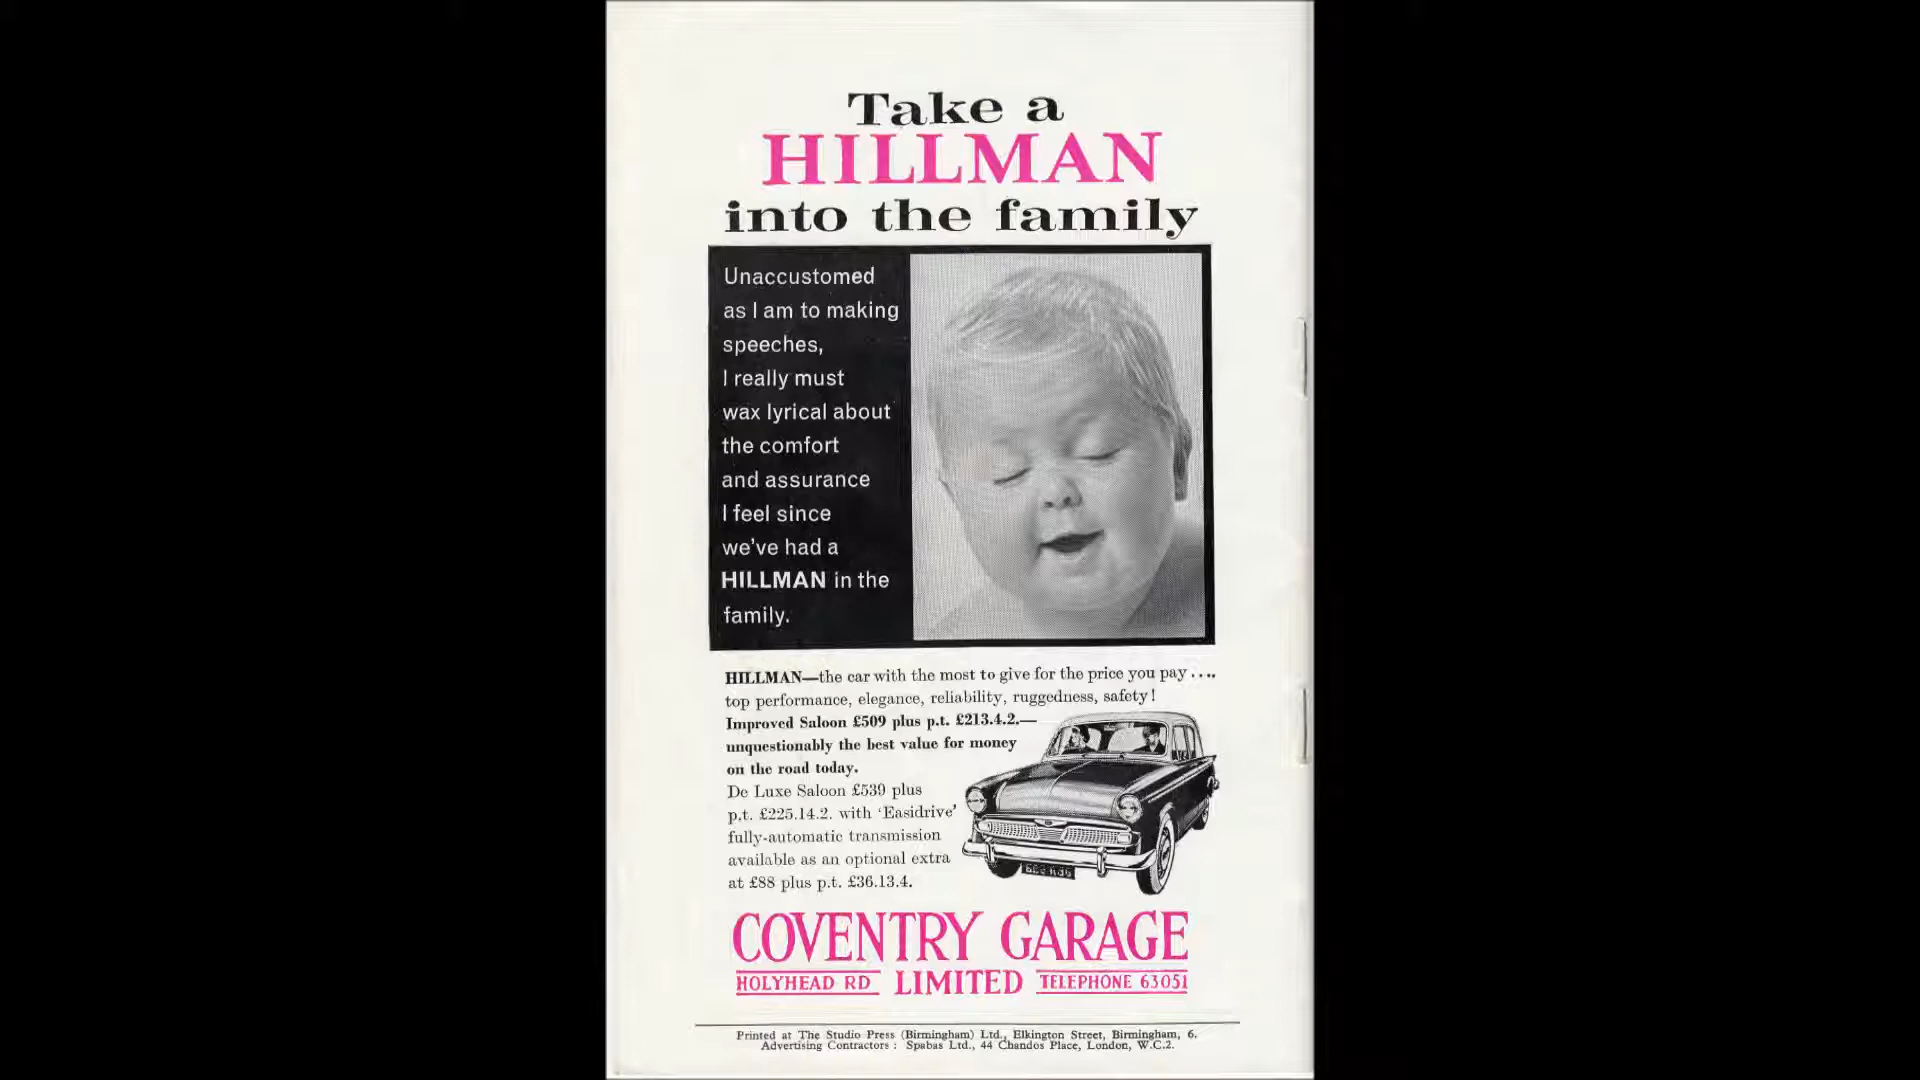 Take a
HILLMAN
into the family
Unaccustomed
as I am to making
speeches,
I really must
wax lyrical about
the comfort
and assurance
I feel since
we've had a
HILLMAN in the
family.
HILLMAN—the car with the most to give for the price you pay....
top performance, elegance, reliability, ruggedness, safety!
Improved Saloon £509 plus p.t. £213.4.2.—
unquestionably the best value for money
on the road today.
De Luxe Saloon £539 plus
p.t. £225.14.2. with 'Easidrive'
fully-automatic transmission
available as an optional extra
at £88 plus p.t. £36.13.4.
COVENTRY GARAGE
HOLYHEAD RD LIMITED TELEPHONE 63051
Printed at The Studio Press (Birmingham) Ltd., Elkington Street, Birmingham, 6.
Advertising Contractors : Spabas Ltd., 44 Chandos Place, London, W.C.2.